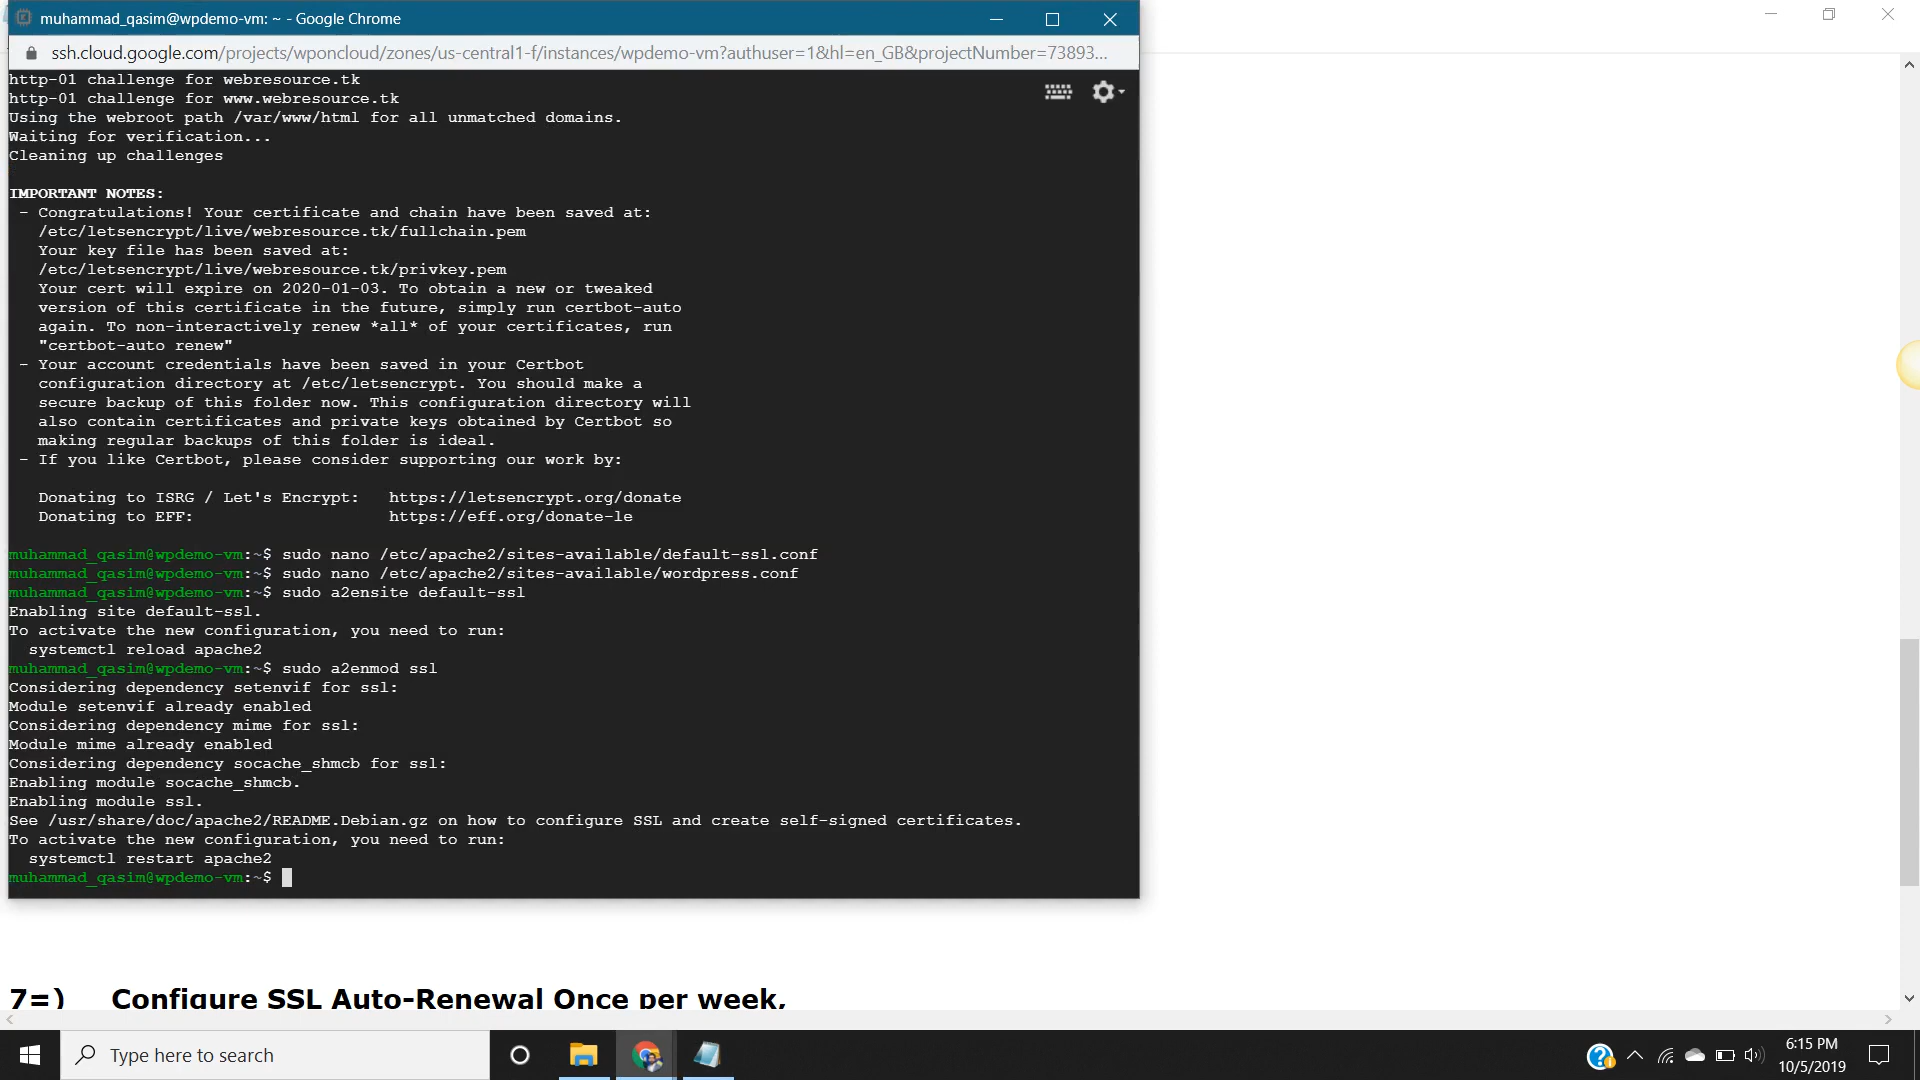 muhammad_qasim@wpdemo-vm: ~ - Google Chrome
ssh.cloud.google.com/projects/wponcloud/zones/us-central1-f/instances/wpdemo-vm?authuser=1&hl=en_GB&projectNumber=73893...
http-01 challenge for webresource.tk
http-01 challenge for www.webresource.tk
Using the webroot path /var/www/html for all unmatched domains.
Waiting for verification...
Cleaning up challenges
IMPORTANT NOTES:
- Congratulations! Your certificate and chain have been saved at:
/etc/letsencrypt/live/webresource.tk/fullchain.pem
Your key file has been saved at:
/etc/letsencrypt/live/webresource.tk/privkey.pem
Your cert will expire on 2020-01-03. To obtain a new or tweaked
version of this certificate in the future, simply run certbot-auto
again. To non-interactively renew *all* of your certificates, run
"certbot-auto renew"
- Your account credentials have been saved in your Certbot
configuration directory at /etc/letsencrypt. You should make a
secure backup of this folder now. This configuration directory will
also contain certificates and private keys obtained by Certbot so
making regular backups of this folder is ideal.
- If you like Certbot, please consider supporting our work by:
Donating to ISRG / Let's Encrypt: https://letsencrypt.org/donate
Donating to EFF: https://eff.org/donate-le
muhammad_qasim@wpdemo-vm:~$ sudo nano /etc/apache2/sites-available/default-ssl.conf
muhammad_qasim@wpdemo-vm:~$ sudo nano /etc/apache2/sites-available/wordpress.conf
muhammad_qasim@wpdemo-vm:~$ sudo a2ensite default-ssl
Enabling site default-ssl.
To activate the new configuration, you need to run:
systemctl reload apache2
muhammad_qasim@wpdemo-vm:~$ sudo a2enmod ssl
Considering dependency setenvif for ssl:
Module setenvif already enabled
Considering dependency mime for ssl:
Module mime already enabled
Considering dependency socache_shmcb for ssl:
Enabling module socache_shmcb.
Enabling module ssl.
See /usr/share/doc/apache2/README.Debian.gz on how to configure SSL and create self-signed certificates.
To activate the new configuration, you need to run:
systemctl restart apache2
muhammad_qasim@wpdemo-vm:~$
7=) Configure SSL Auto-Renewal Once per week,
Type here to search
6:15 PM
10/5/2019